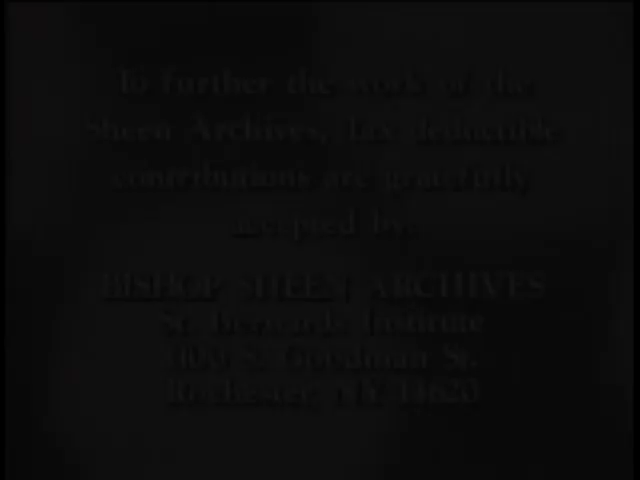 To further the work of the
Sheen Archives, tax deductible
contributions are gratefully
accepted by:
BISHOP SHEEN ARCHIVES
St. Bernard's Institute
S. Goodman St.
Rochester, NY 14620